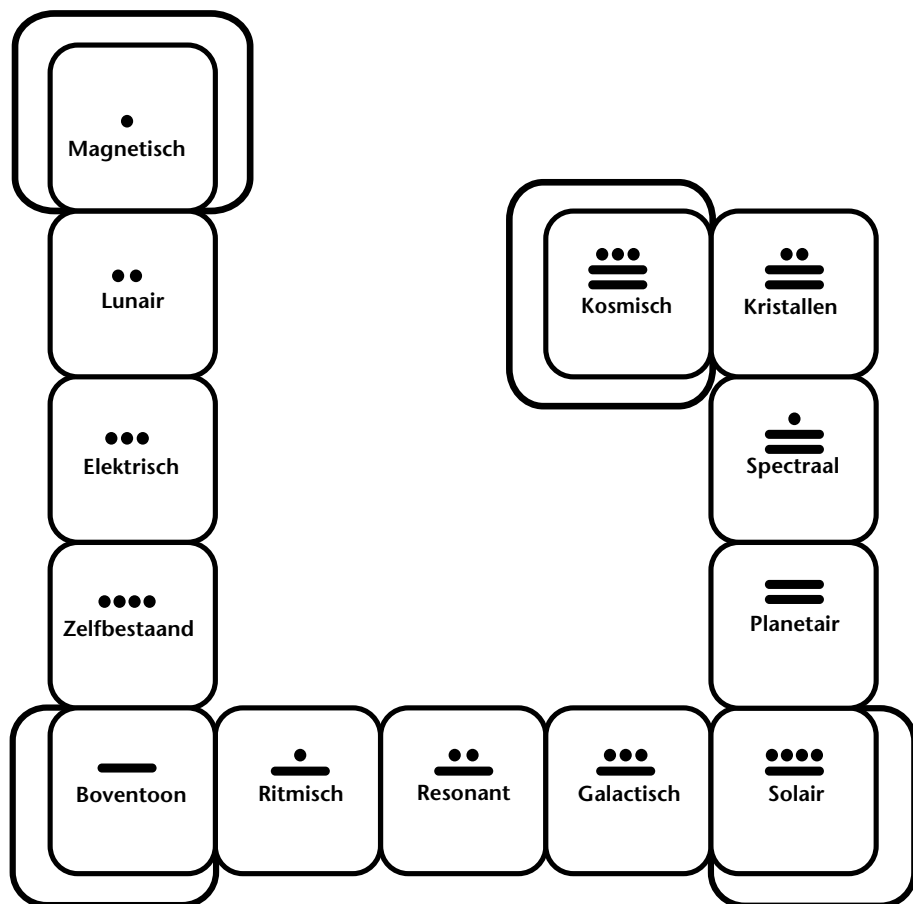 Magnetisch
Lunair
Elektrisch
Zelfbestaand
Boventoon
Ritmisch
Resonant
Galactisch
Solair
Planetair
Spectraal
Kristallen
Kosmisch